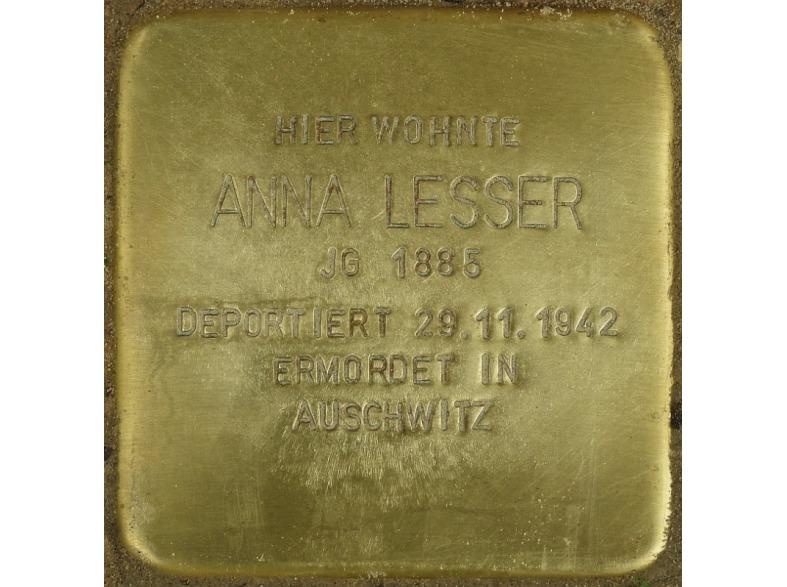 HIER WOHNTE
ANNA LESSER
JG 1885
DEPORTIERT 29.11.1942
ERMORDET IN
AUSCHWITZ